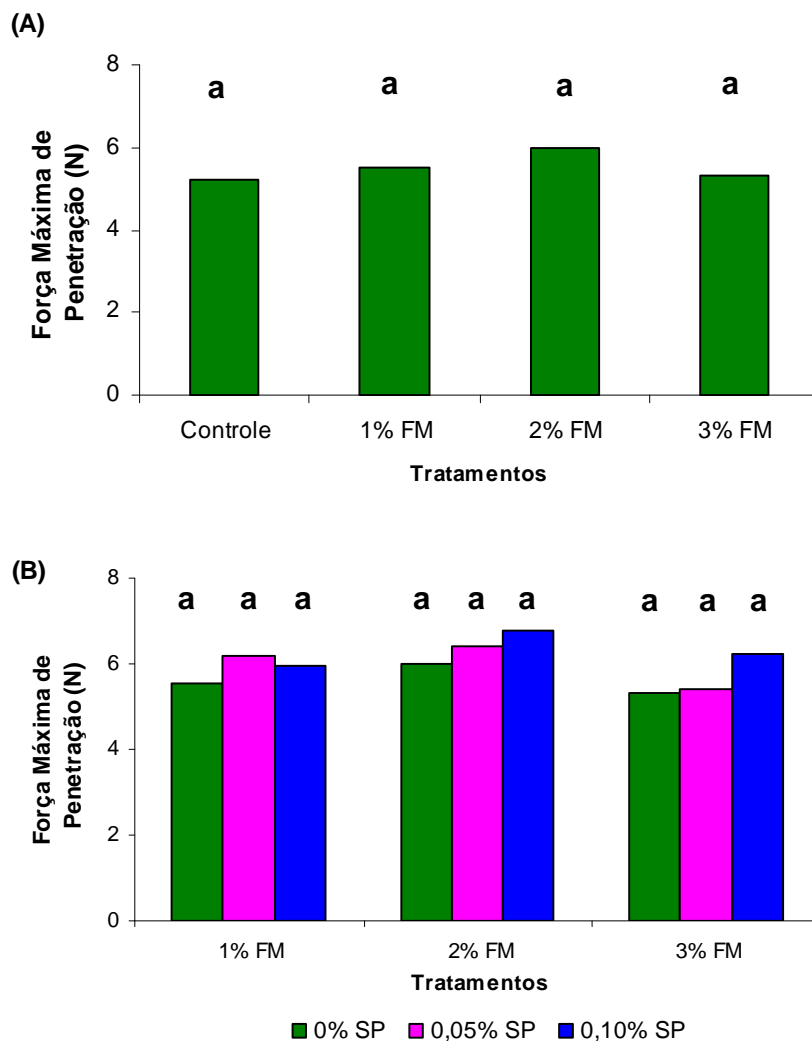 (A)
Força Máxima de
Penetração (N)
8
6
4
2
0
a a a a
Controle 1% FM 2% FM 3% FM
Tratamentos
(B)
Força Máxima de
Penetração (N)
8
6
4
2
0
a a a a a a a a a
1% FM 2% FM 3% FM
Tratamentos
0% SP 0,05% SP 0,10% SP